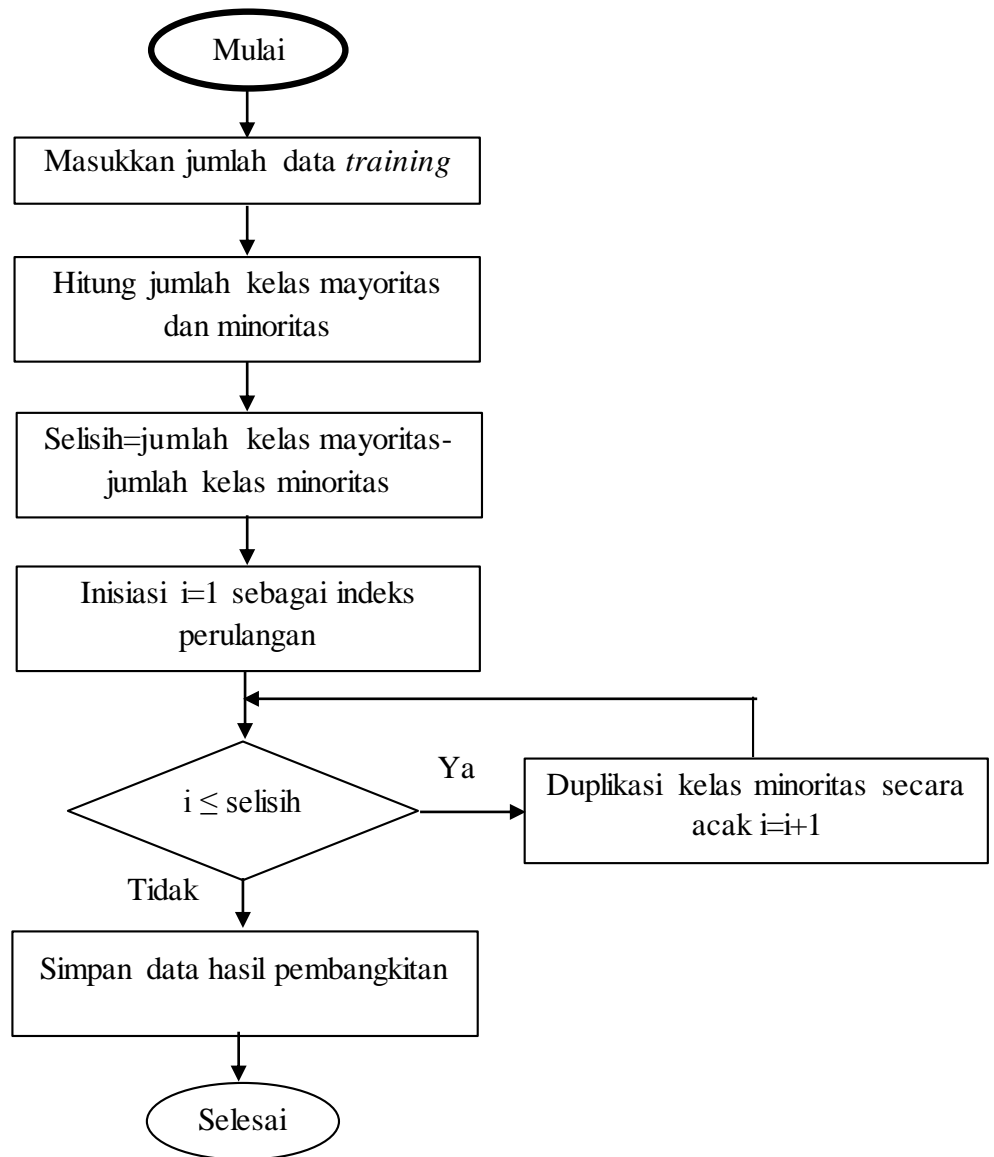 Mulai
Masukkan jumlah data training
Hitung jumlah kelas mayoritas
dan minoritas
Selisih=jumlah kelas mayoritas-
jumlah kelas minoritas
Inisiasi i=1 sebagai indeks
perulangan
i ≤ selisih
Ya
Duplikasi kelas minoritas secara
acak i=i+1
Tidak
Simpan data hasil pembangkitan
Selesai